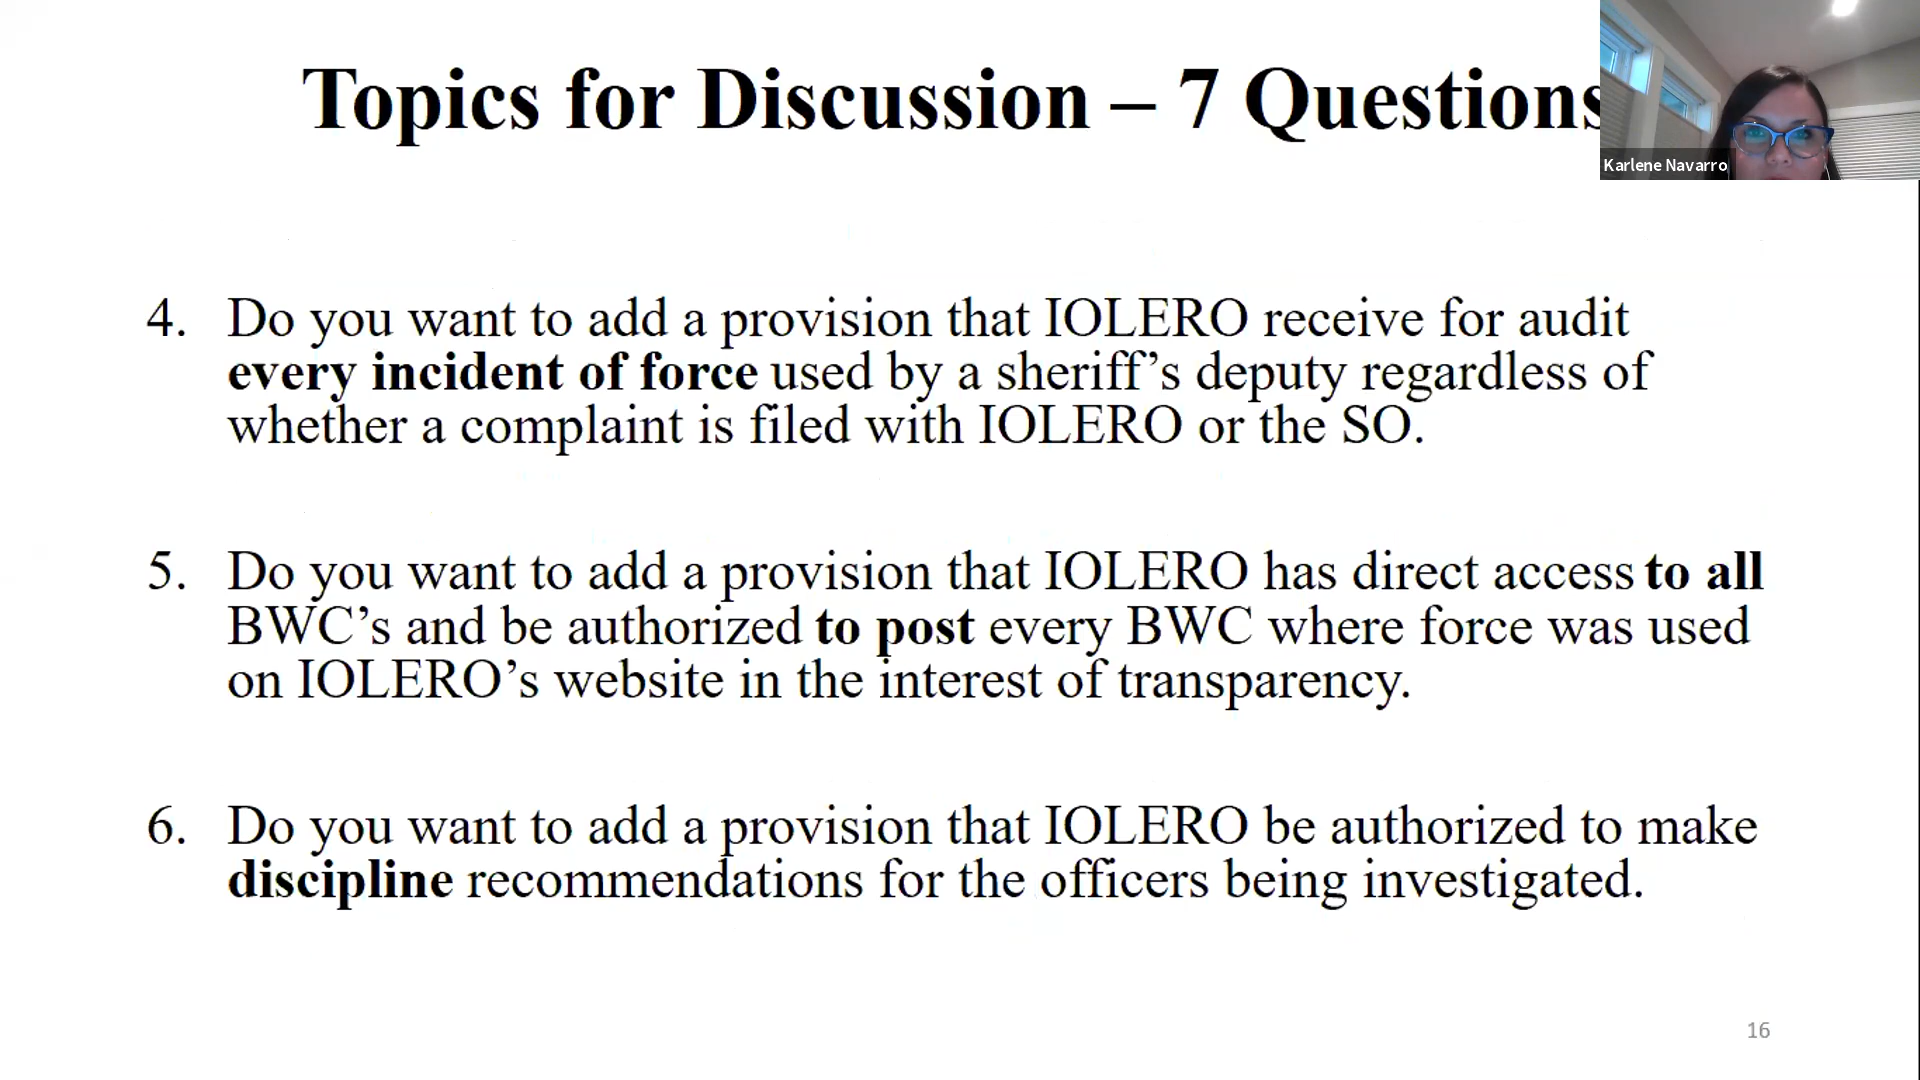 Topics for Discussion – 7 Questions
Karlene Navarro
4. Do you want to add a provision that IOLERO receive for audit
every incident of force used by a sheriff’s deputy regardless of
whether a complaint is filed with IOLERO or the SO.
5. Do you want to add a provision that IOLERO has direct access to all
BWC’s and be authorized to post every BWC where force was used
on IOLERO’s website in the interest of transparency.
6. Do you want to add a provision that IOLERO be authorized to make
discipline recommendations for the officers being investigated.
16